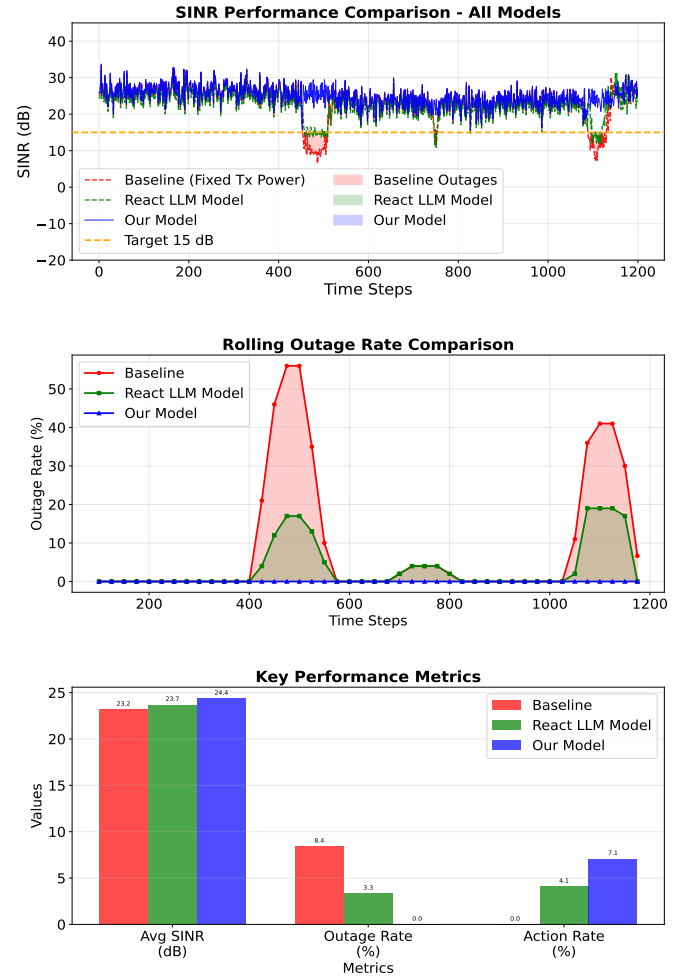 SINR Performance Comparison - All Models
SINR (dB)
40
30
20
10
0
−10
−20
Baseline (Fixed Tx Power)
React LLM Model
Our Model
Target 15 dB
Baseline Outages
React LLM Model
Our Model
0 200 400 600 800 1000 1200
Time Steps
Rolling Outage Rate Comparison
Outage Rate (%)
50
40
30
20
10
0
Baseline
React LLM Model
Our Model
200 400 600 800 1000 1200
Time Steps
Key Performance Metrics
Values
25
20
15
10
5
0
Baseline
React LLM Model
Our Model
23.2 23.7 24.4
8.4 3.3 0.0
0.0 4.1 7.1
Avg SINR
(dB)
Outage Rate
(%)
Action Rate
(%)
Metrics